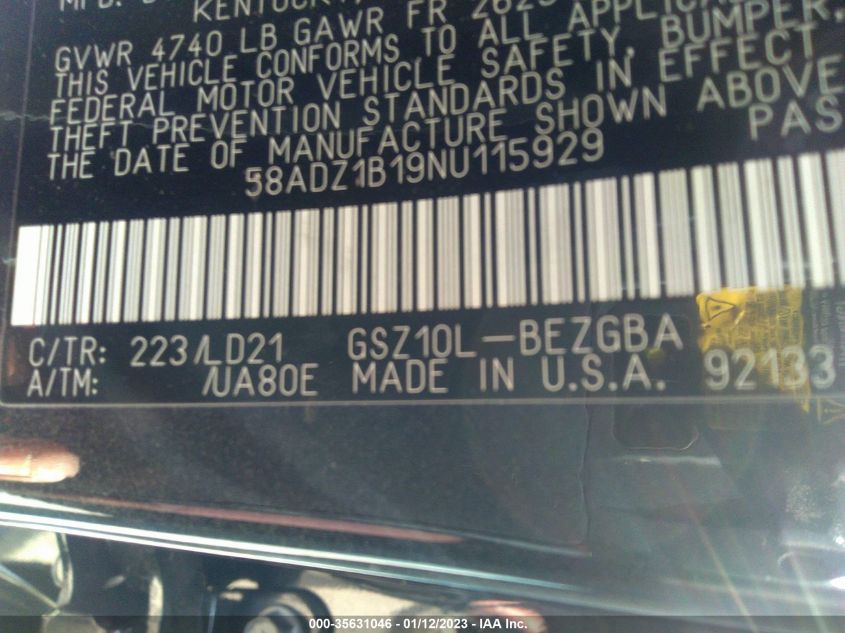 KENTUCKY,
GVWR 4740 LB GAWR FR
THIS VEHICLE CONFORMS TO ALL
FEDERAL MOTOR VEHICLE SAFETY, BUMPER,
THEFT PREVENTION STANDARDS IN EFFECT
THE DATE OF MANUFACTURE SHOWN ABOVE
PAS
58ADZ1B19NU115929
C/TR: 223/LD21 GSZ10L-BEZGBA
A/TM: /UA80E MADE IN U.S.A. 92133
000-35631046 - 01/12/2023 - IAA Inc.